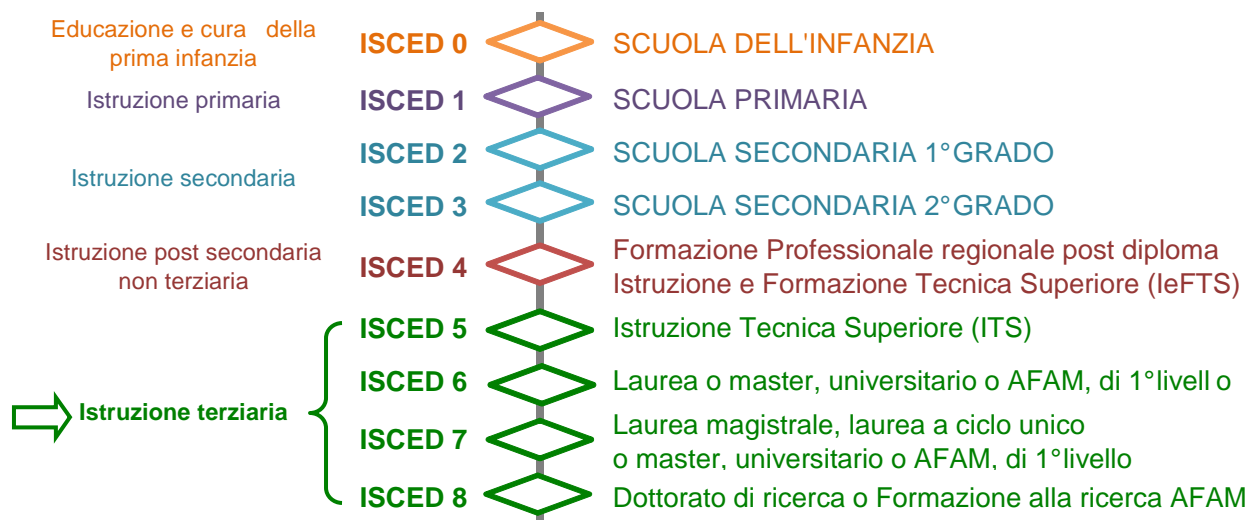 Educazione e cura della
prima infanzia
ISCED 0
SCUOLA DELL'INFANZIA
Istruzione primaria
ISCED 1
SCUOLA PRIMARIA
Istruzione secondaria
ISCED 2
SCUOLA SECONDARIA 1°GRADO
ISCED 3
SCUOLA SECONDARIA 2°GRADO
Istruzione post secondaria
non terziaria
ISCED 4
Formazione Professionale regionale post diploma
Istruzione e Formazione Tecnica Superiore (IeFTS)
Istruzione terziaria
ISCED 5
Istruzione Tecnica Superiore (ITS)
ISCED 6
Laurea o master, universitario o AFAM, di 1°livell o
ISCED 7
Laurea magistrale, laurea a ciclo unico
o master, universitario o AFAM, di 1°livello
ISCED 8
Dottorato di ricerca o Formazione alla ricerca AFAM